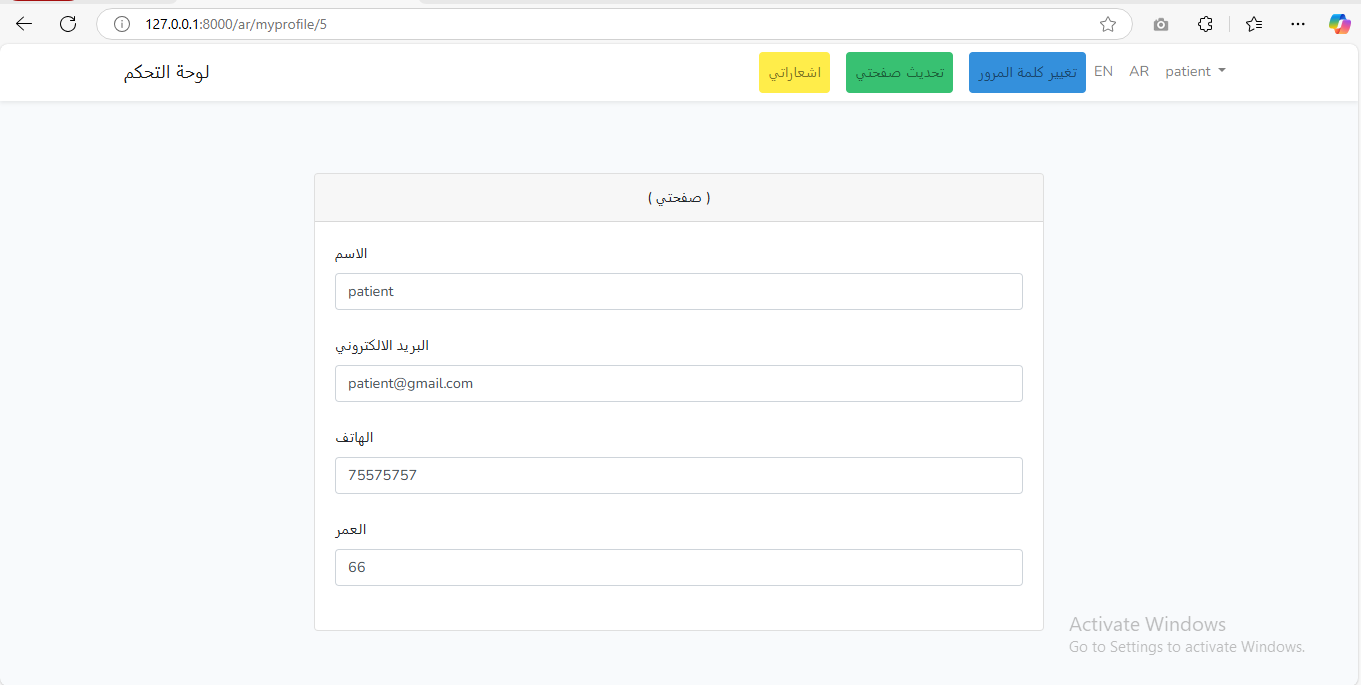 127.0.0.1:8000/ar/myprofile/5
لوحة التحكم
اشعاراتي
تحديث صفحتي
تغيير كلمة المرور
EN
AR
patient
( صفحتي )
الاسم
patient
البريد الالكتروني
patient@gmail.com
الهاتف
75575757
العمر
66
Activate Windows
Go to Settings to activate Windows.